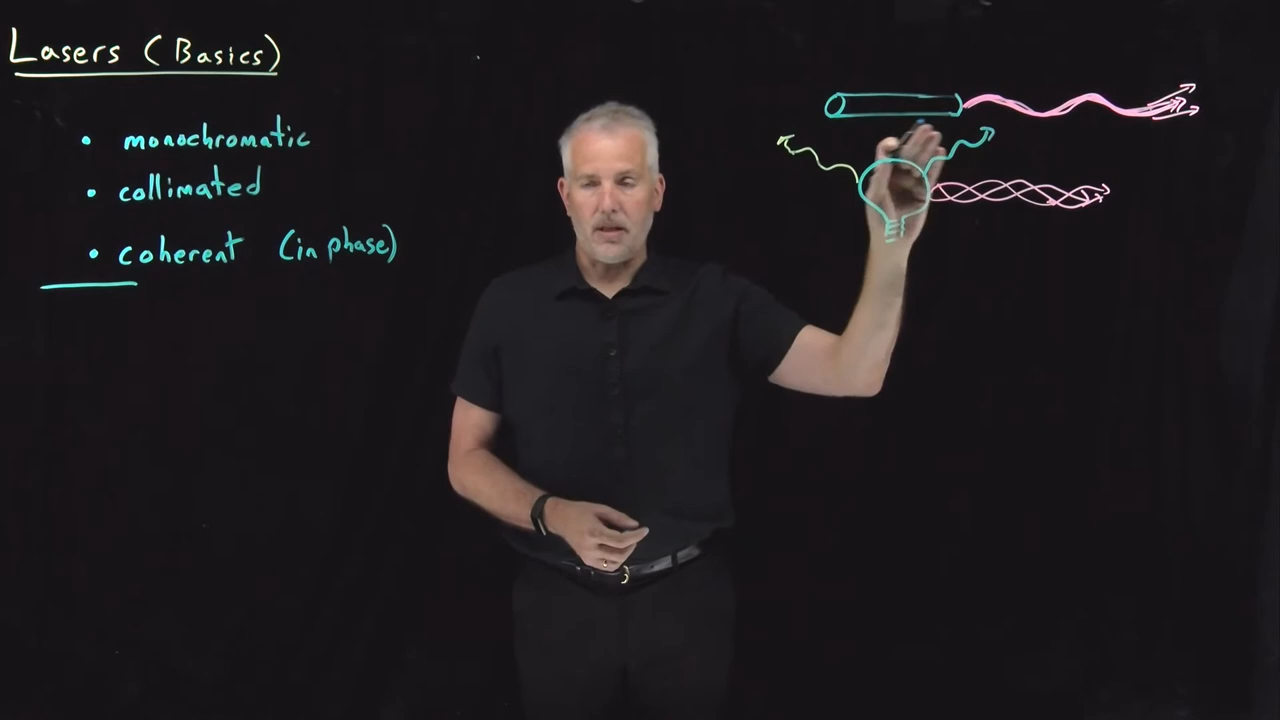 Lasers (Basics)
• monochromatic
• collimated
• coherent (in phase)